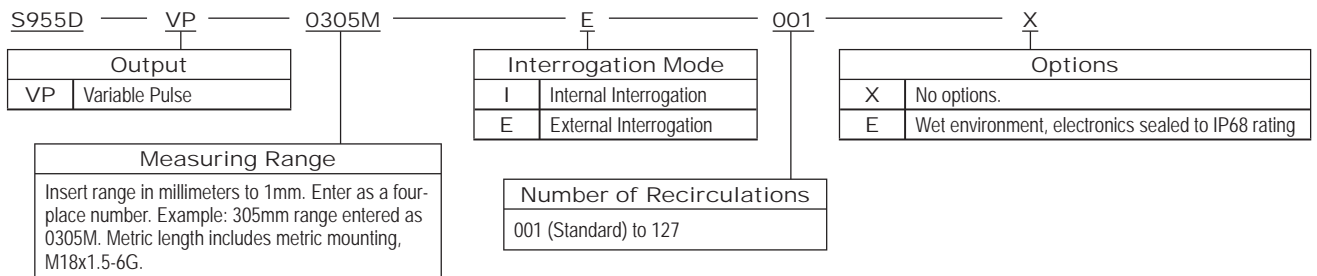 S955D VP 0305M E 001 X
Output
VP Variable Pulse
Interrogation Mode
I Internal Interrogation
E External Interrogation
Options
X No options.
E Wet environment, electronics sealed to IP68 rating
Measuring Range
Insert range in millimeters to 1mm. Enter as a four-
place number. Example: 305mm range entered as
0305M. Metric length includes metric mounting,
M18x1.5-6G.
Number of Recirculations
001 (Standard) to 127